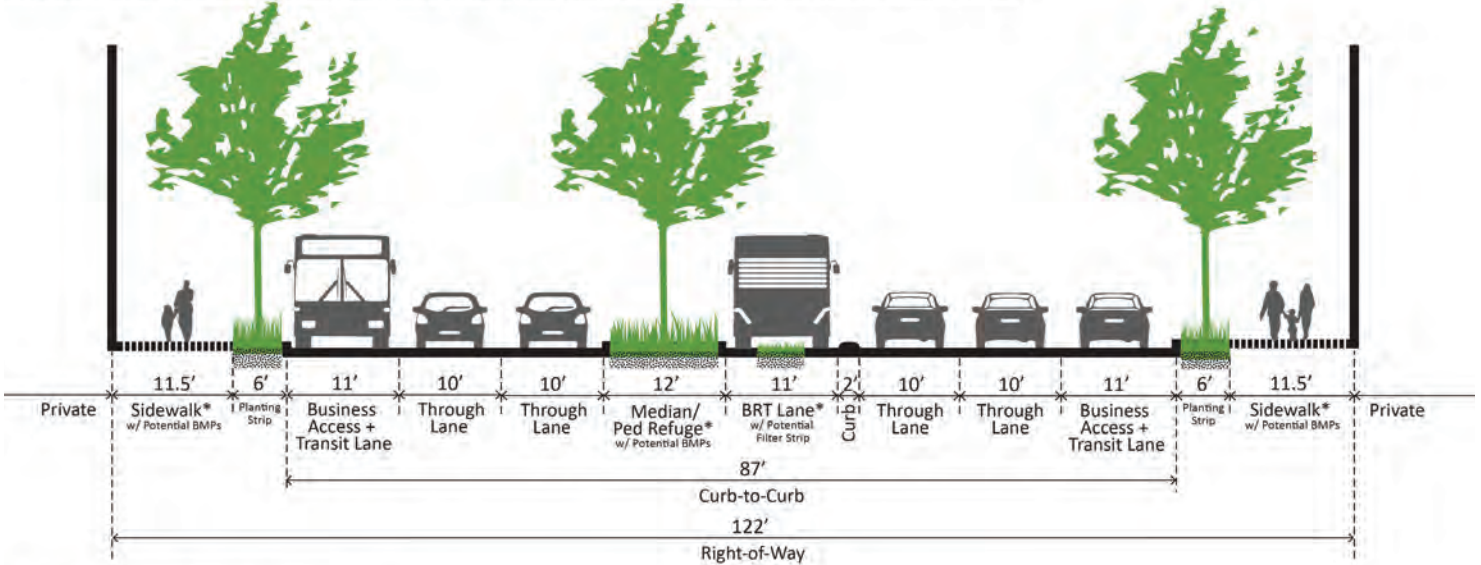 11.5’ 6’ 11’ 10’ 10’ 12’ 11’ 2’ 10’ 10’ 11’ 6’ 11.5’
Private
Sidewalk*
w/ Potential BMPs
Planting
Strip
Business
Access +
Transit Lane
Through
Lane
Through
Lane
Median/
Ped Refuge*
w/ Potential BMPs
BRT Lane*
w/ Potential
Filter Strip
Curb
Through
Lane
Through
Lane
Business
Access +
Transit Lane
Planting
Strip
Sidewalk*
w/ Potential BMPs
Private
87’
Curb-to-Curb
122’
Right-of-Way